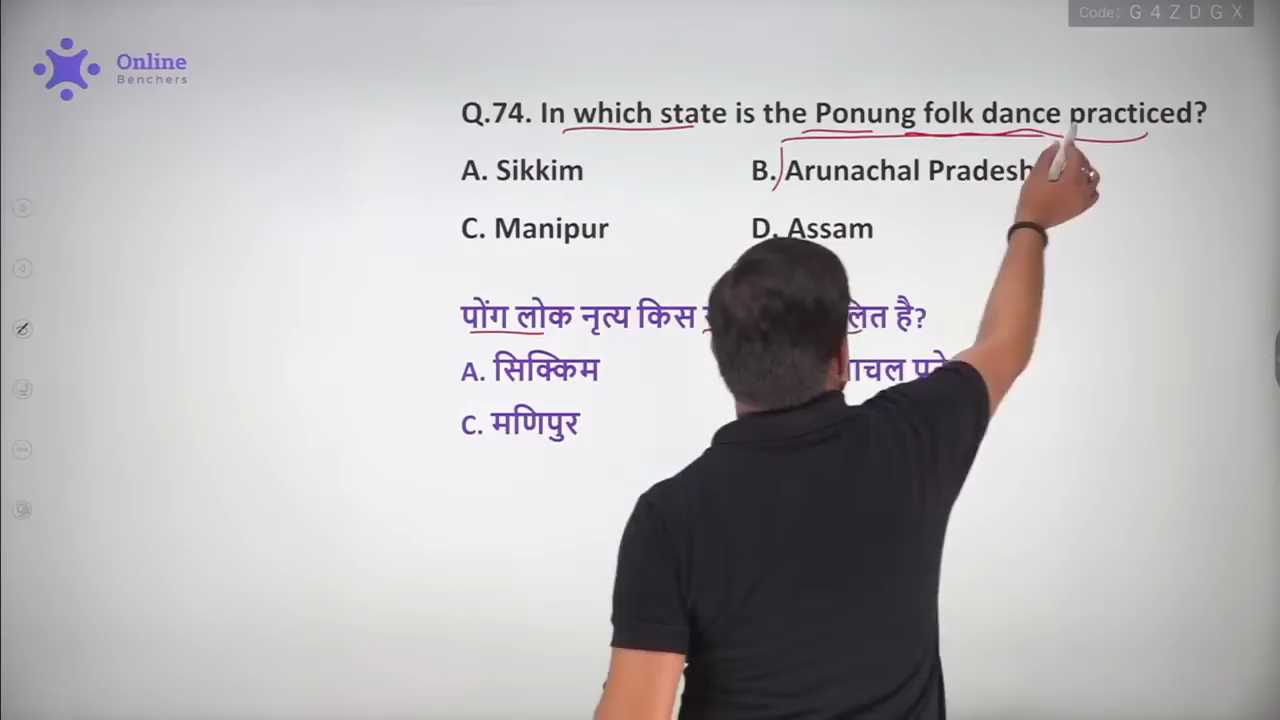 Code: G 4 Z D G X
Online
Benchers
Q.74. In which state is the Ponung folk dance practiced?
A. Sikkim B. Arunachal Pradesh
C. Manipur D. Assam
पोंग लोक नृत्य किस है?
A. सिक्किम
C. मणिपुर